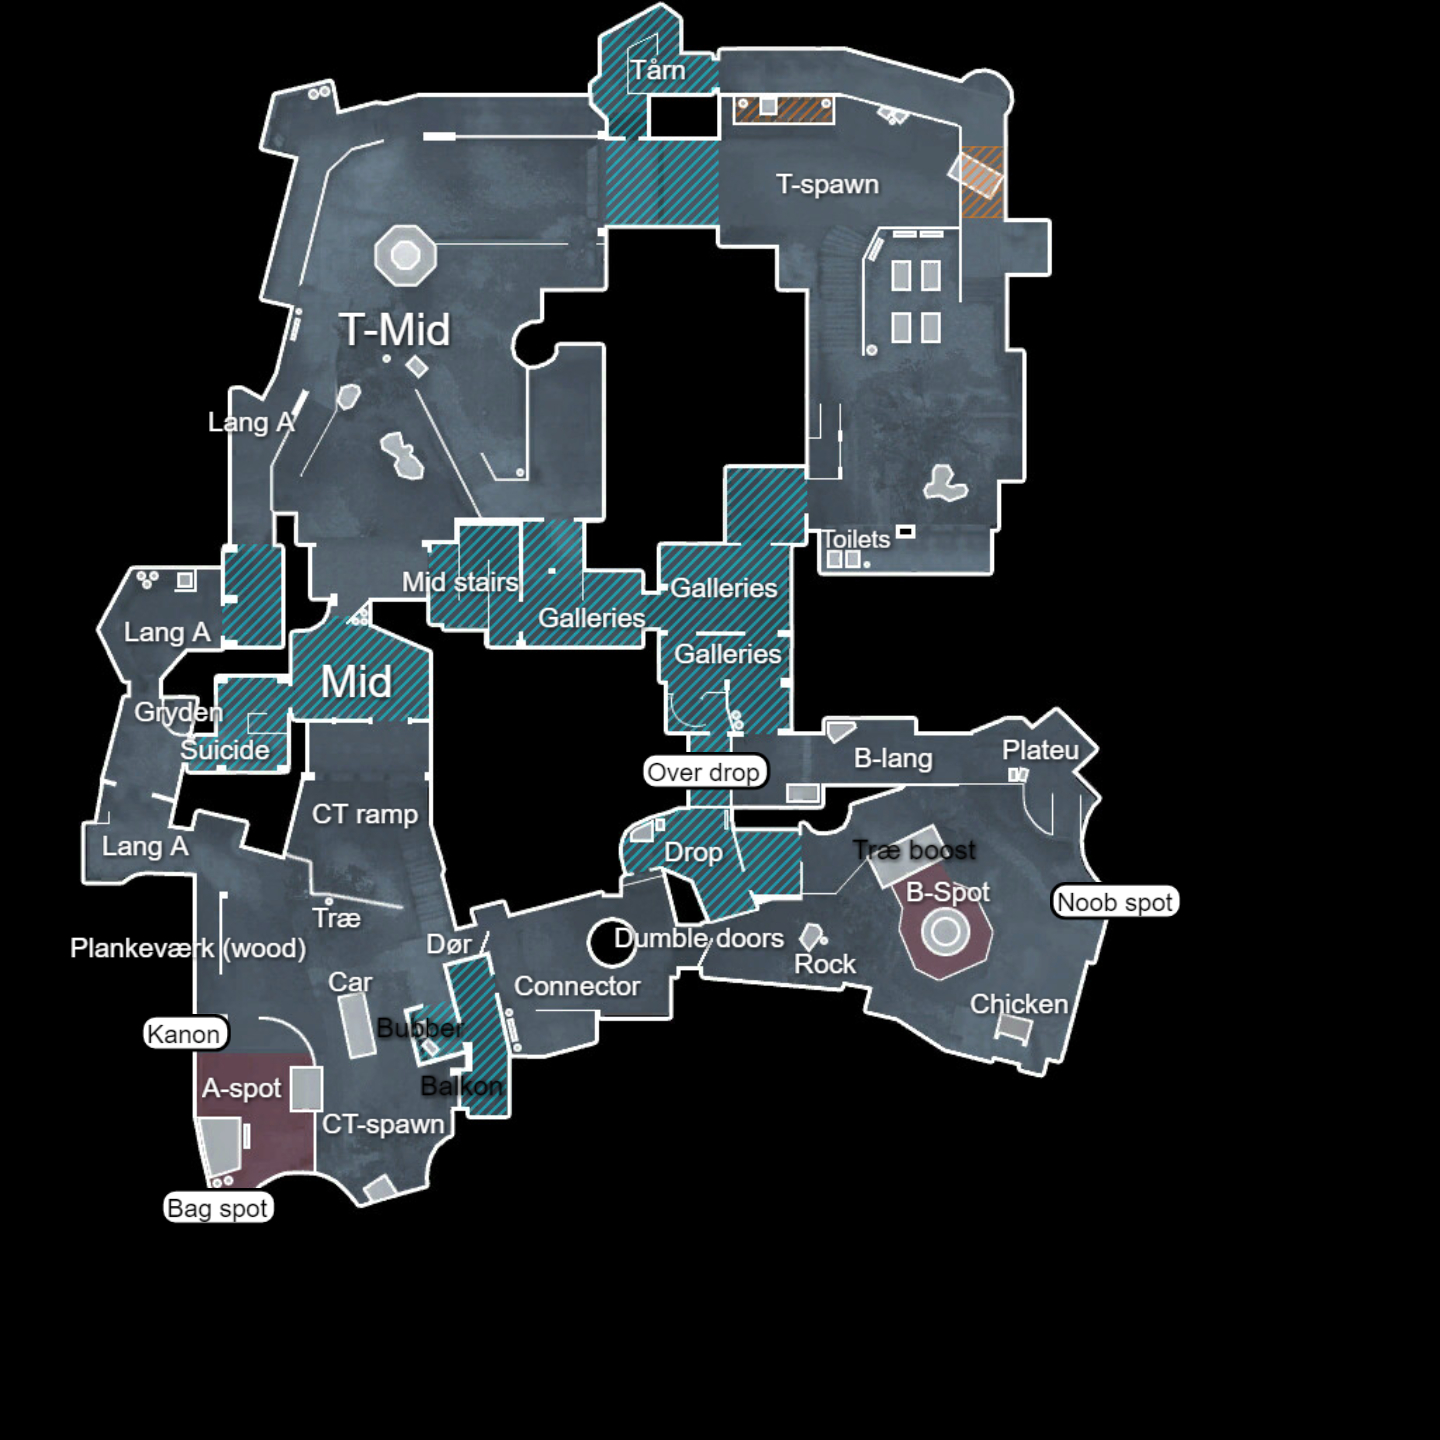 Tårn
T-spawn
T-Mid
Lang A
Toilets
Mid stairs
Galleries
Galleries
Lang A
Galleries
Mid
Gryden
Suicide
Over drop
B-lang
Plateu
CT ramp
Lang A
Drop
Træ boost
B-Spot
Noob spot
Træ
Plankeværk (wood)
Dør
Dumble doors
Rock
Car
Connector
Chicken
Kanon
Bubber
A-spot
Balkon
CT-spawn
Bag spot